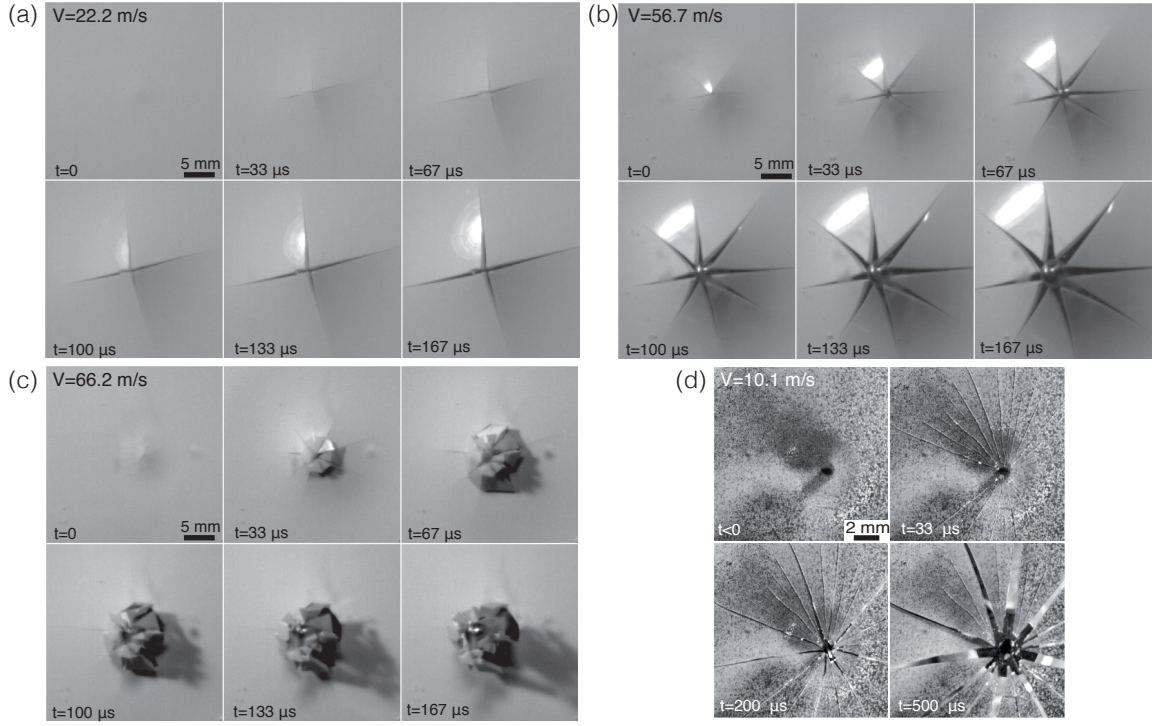 (a)
V=22.2 m/s
t=0
5 mm
t=33 µs
t=67 µs
t=100 µs
t=133 µs
t=167 µs
(b)
V=56.7 m/s
t=0
5 mm
t=33 µs
t=67 µs
t=100 µs
t=133 µs
t=167 µs
(c)
V=66.2 m/s
t=0
5 mm
t=33 µs
t=67 µs
t=100 µs
t=133 µs
t=167 µs
(d)
V=10.1 m/s
t<0
2 mm
t=33 µs
t=200 µs
t=500 µs